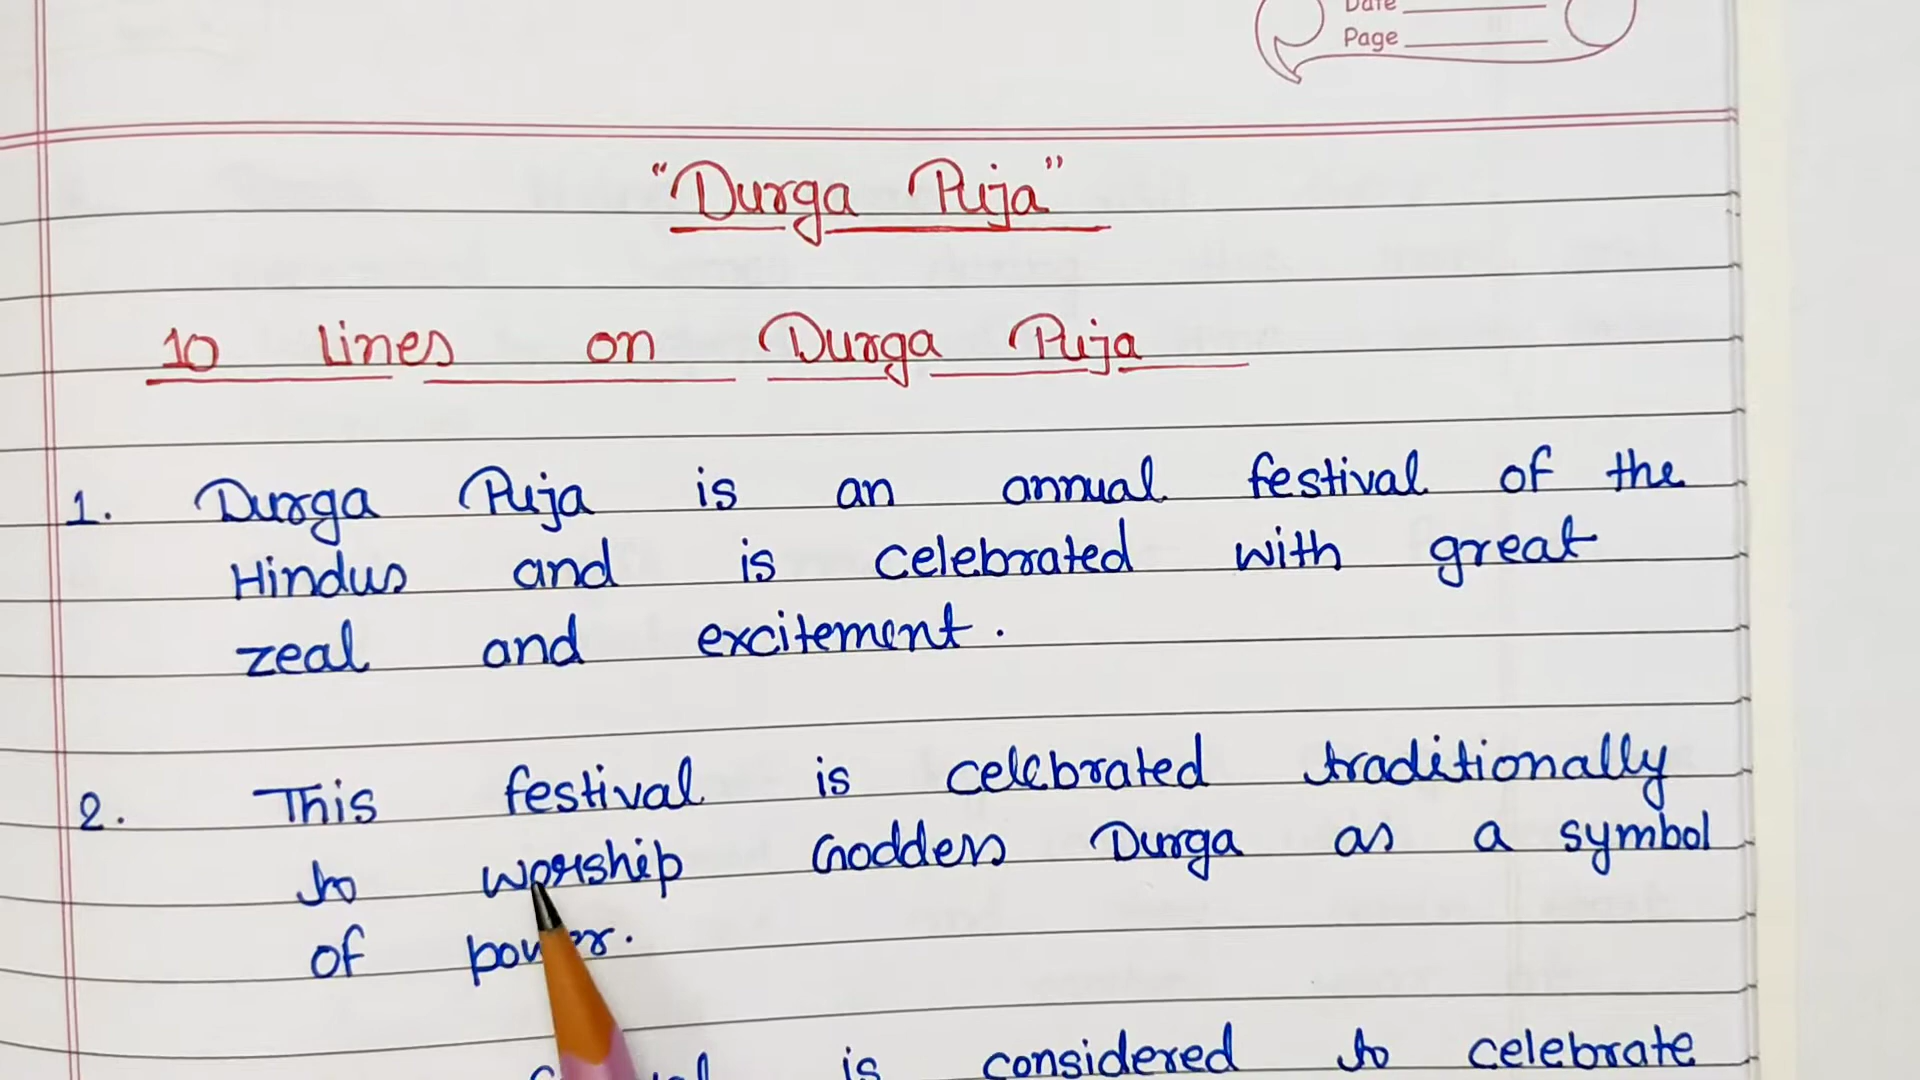 Date
Page
"Durga Puja"
10 lines on Durga Puja
1. Durga Puja is an annual festival of the
Hindus and is celebrated with great
zeal and excitement.
2. This festival is celebrated traditionally
to worship Goddess Durga as a symbol
of power.
is considered to celebrate